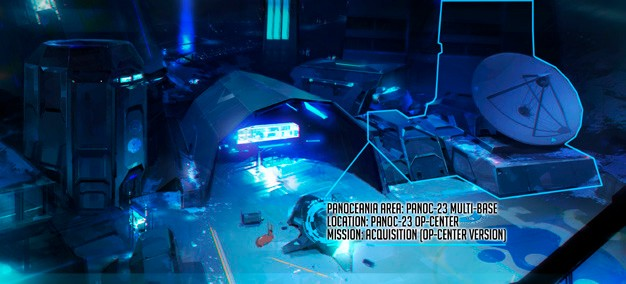 PANOCEANIA AREA: PANOC-23 MULTI-BASE
LOCATION: PANOC-23 OP-CENTER
MISSION: ACQUISITION (OP-CENTER VERSION)